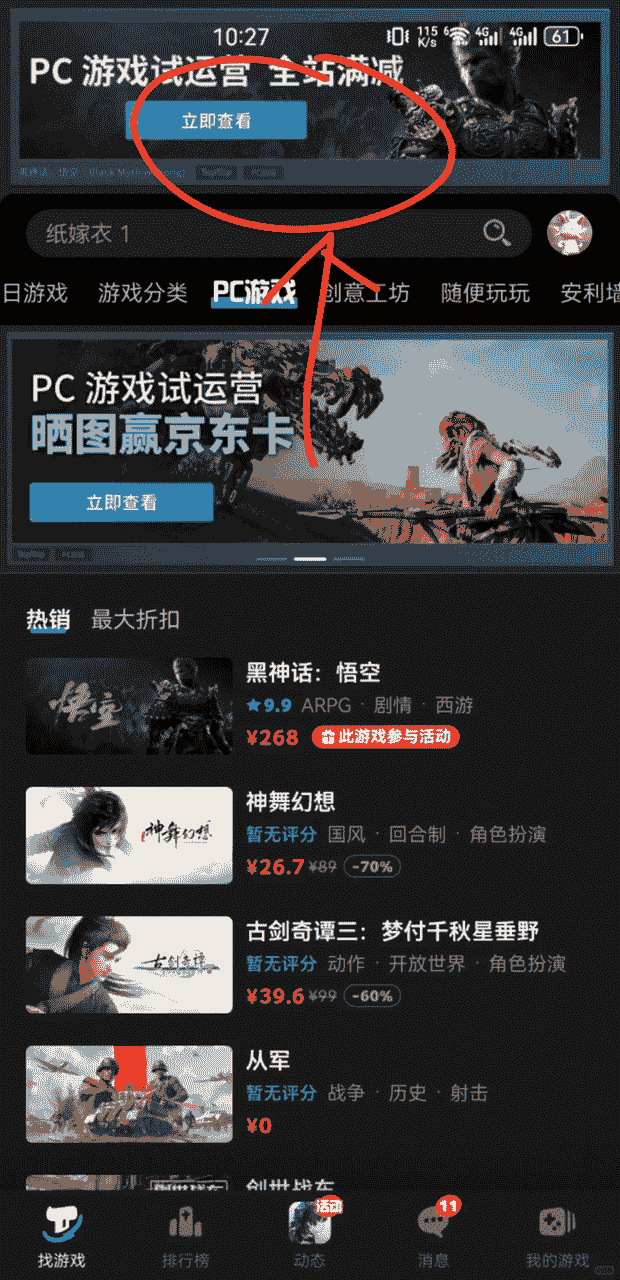 10:27
115 K/s 6 4G 4G 61
PC 游戏试运营 全站满减
立即查看
纸嫁衣 1
日游戏 游戏分类 PC游戏 创意工坊 随便玩玩 安利墙
PC 游戏试运营
晒图赢京东卡
立即查看
热销 最大折扣
悟空
黑神话：悟空
9.9 ARPG · 剧情 · 西游
¥268 此游戏参与活动
神舞幻想
神舞幻想
暂无评分 国风 · 回合制 · 角色扮演
¥26.7 ¥89 -70%
古剑奇谭
古剑奇谭三：梦付千秋星垂野
暂无评分 动作 · 开放世界 · 角色扮演
¥39.6 ¥99 -60%
从军
暂无评分 战争 · 历史 · 射击
¥0
创世战车
活动
11
找游戏 排行榜 动态 消息 我的游戏